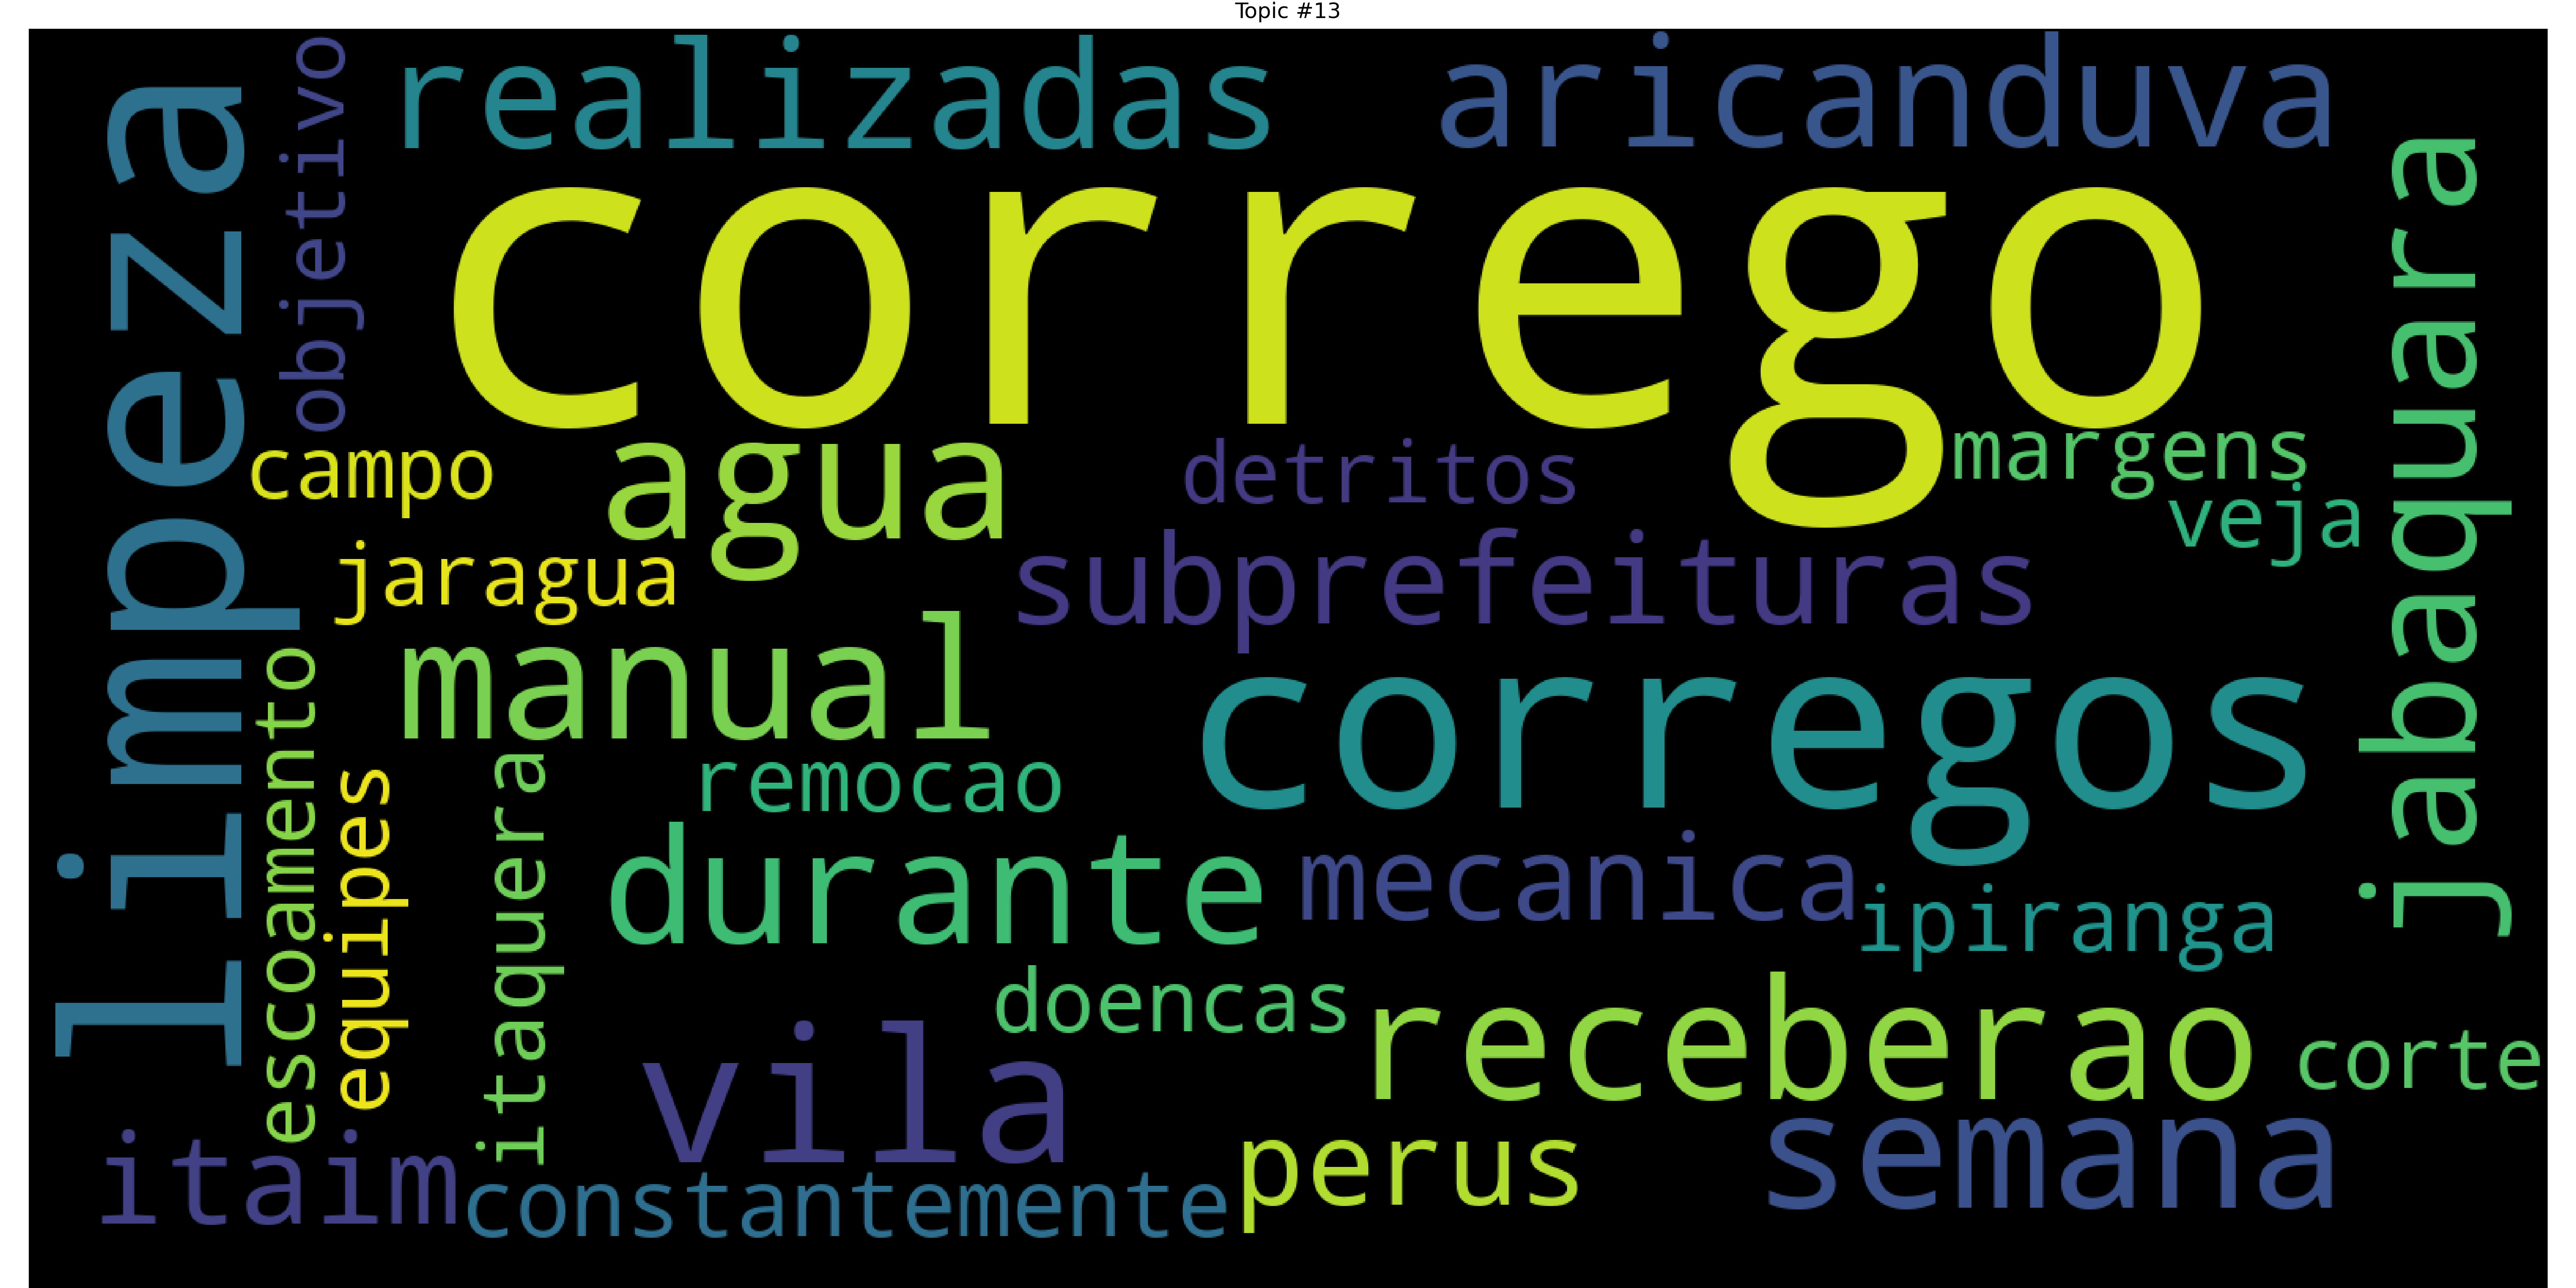 Topic #13
objetivo
realizadas
aricanduva
limpeza
corrego
jabaquara
campo
agua
detritos
margens
veja
jaragua
subprefeituras
manual
corregos
escoamento
equipes
itaquera
remocao
durante
mecanica
ipiranga
doencas
receberao
corte
vila
itaim
constantemente
perus
semana